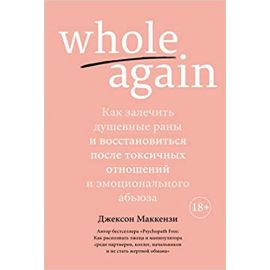 whole
again
Как залечить
душевные раны
и восстановиться
после токсичных
отношений
и эмоционального
абьюза
18+
Джексон Маккензи
Автор бестселлера «Psychopath Free:
Как распознать лжеца и манипулятора
среди партнеров, коллег, начальников
и не стать жертвой обмана»